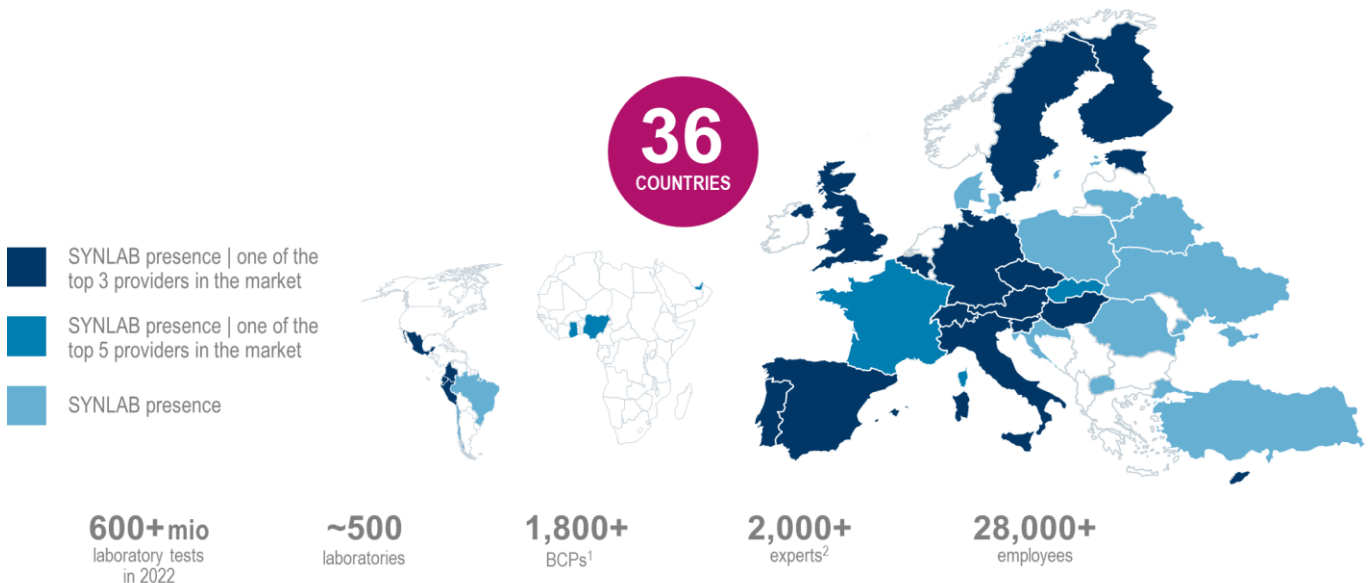 36
COUNTRIES
SYNLAB presence | one of the
top 3 providers in the market
SYNLAB presence | one of the
top 5 providers in the market
SYNLAB presence
600+ mio
laboratory tests
in 2022
~500
laboratories
1,800+
BCPs¹
2,000+
experts²
28,000+
employees